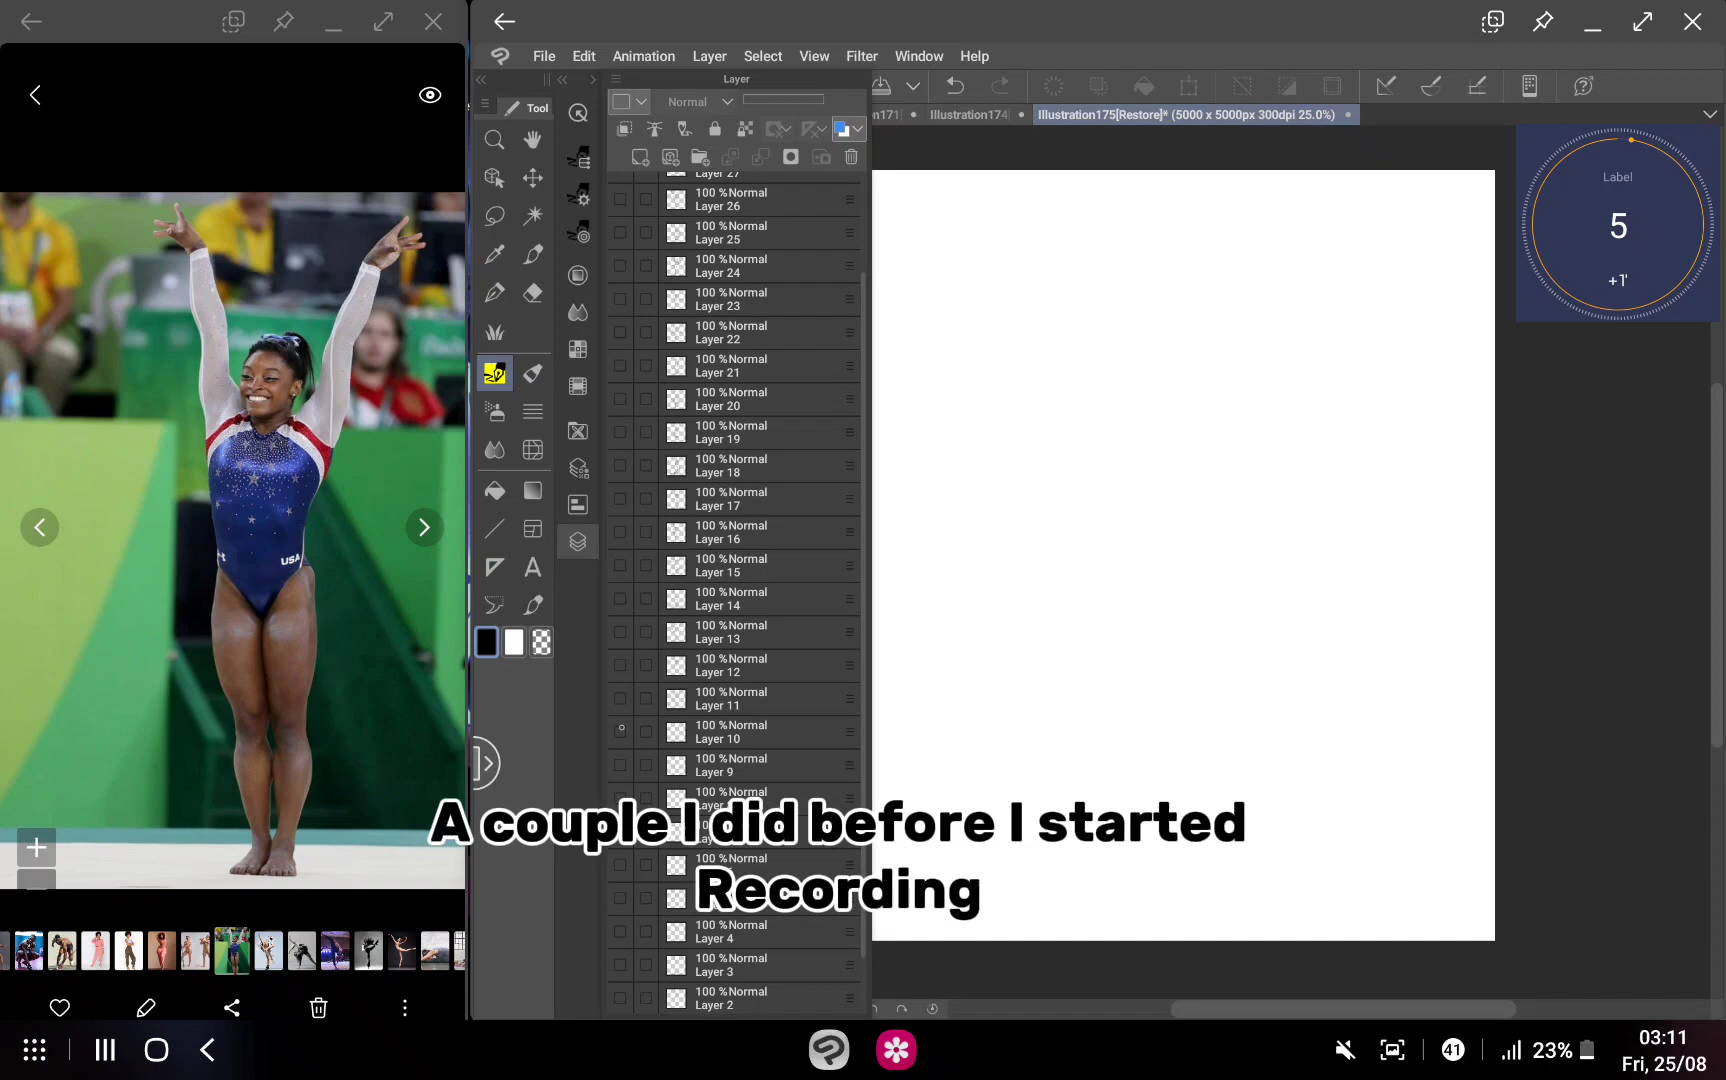 File Edit Animation Layer Select View Filter Window Help
Layer
Tool
Normal
n171
Illustration174
Illustration175[Restore]* (5000 x 5000px 300dpi 25.0%)
Label
5
+1'
Layer 27
100 %Normal
Layer 26
100 %Normal
Layer 25
100 %Normal
Layer 24
100 %Normal
Layer 23
100 %Normal
Layer 22
100 %Normal
Layer 21
100 %Normal
Layer 20
100 %Normal
Layer 19
100 %Normal
Layer 18
100 %Normal
Layer 17
100 %Normal
Layer 16
100 %Normal
Layer 15
100 %Normal
Layer 14
100 %Normal
Layer 13
100 %Normal
Layer 12
100 %Normal
Layer 11
100 %Normal
Layer 10
100 %Normal
Layer 9
100 %Normal
Layer 4
100 %Normal
Layer 3
100 %Normal
Layer 2
USA
A couple I did before I started
Recording
41
23%
03:11
Fri, 25/08